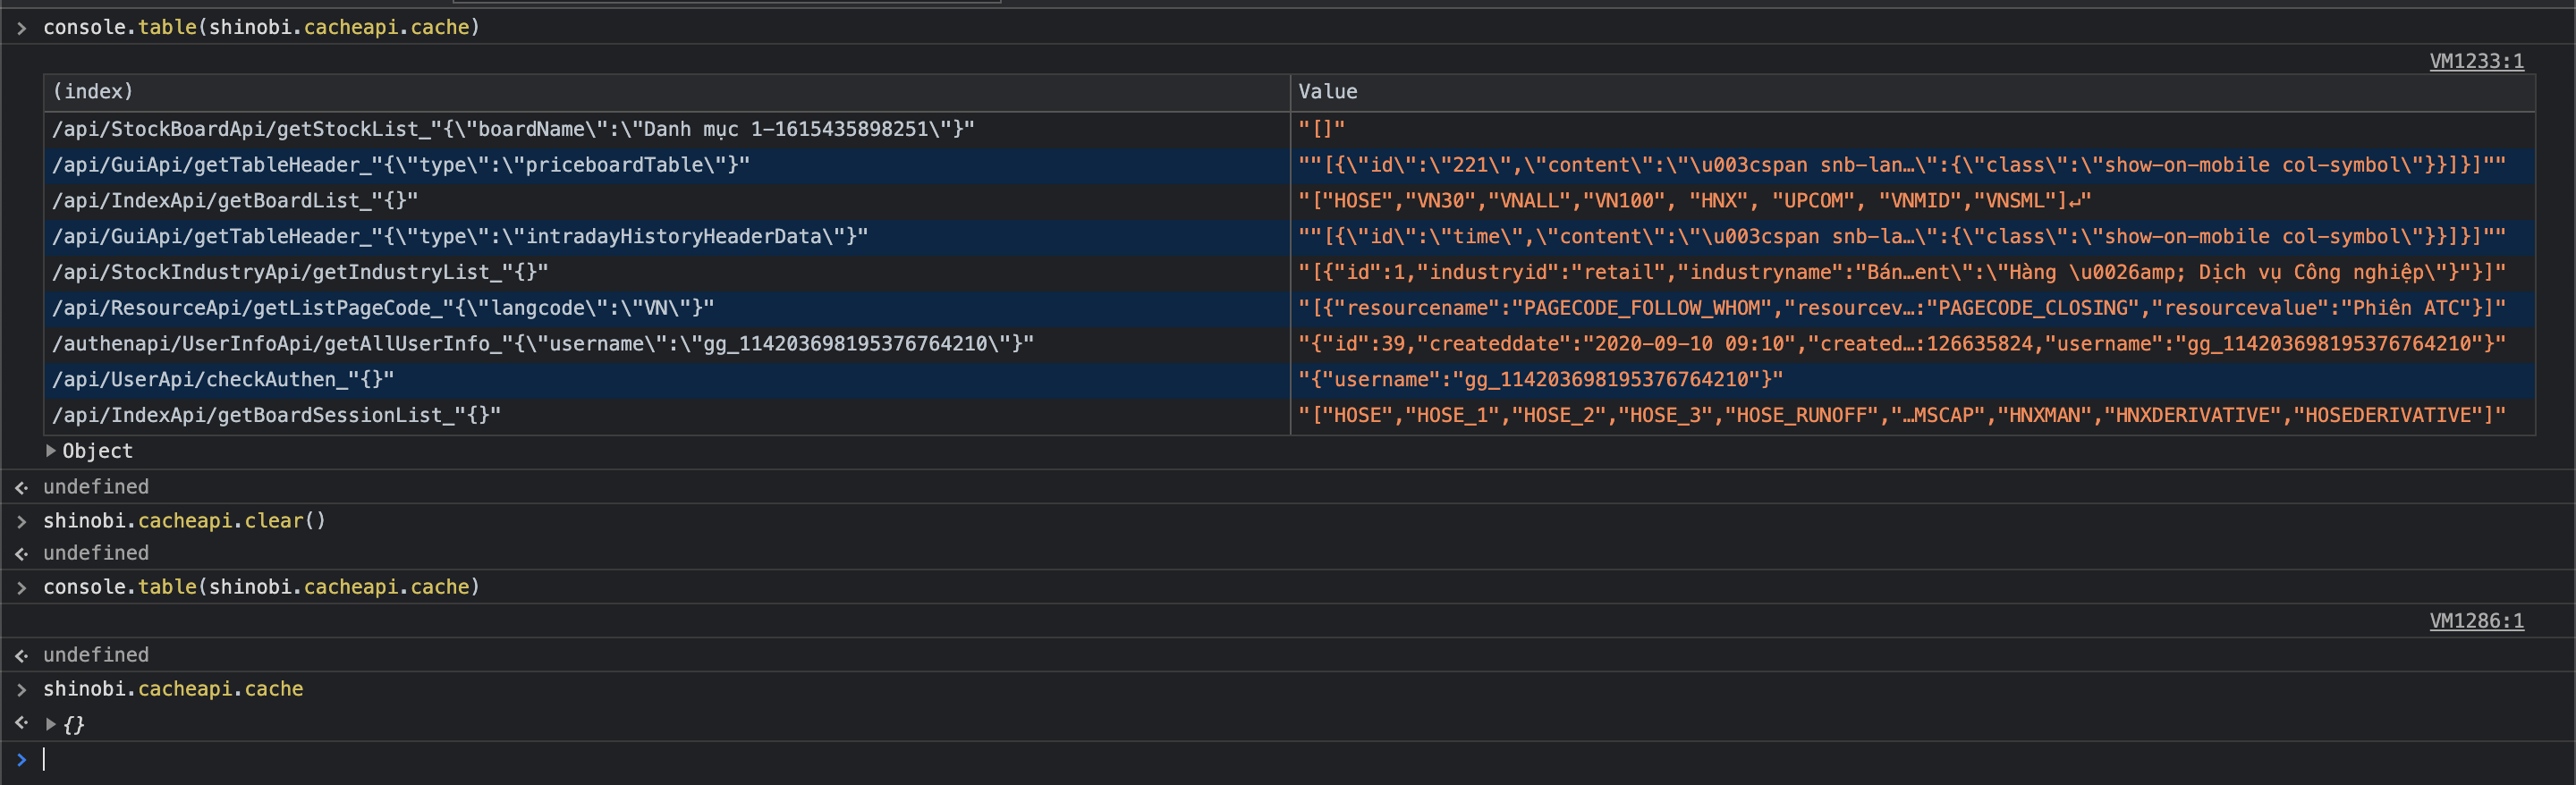 console.table(shinobi.cacheapi.cache)
VM1233:1
(index) Value
/api/StockBoardApi/getStockList_"{\"boardName\":\"Danh mục 1-1615435898251\"}" "[]"
/api/GuiApi/getTableHeader_"{\"type\":\"priceboardTable\"}" ""[{\"id\":\"221\",\"content\":\"\u003cspan snb-lan…\":{\"class\":\"show-on-mobile col-symbol\"}}]}]""
/api/IndexApi/getBoardList_"{}" "["HOSE","VN30","VNALL","VN100", "HNX", "UPCOM", "VNMID","VNSML"]↵"
/api/GuiApi/getTableHeader_"{\"type\":\"intradayHistoryHeaderData\"}" ""[{\"id\":\"time\",\"content\":\"\u003cspan snb-la…\":{\"class\":\"show-on-mobile col-symbol\"}}]}]""
/api/StockIndustryApi/getIndustryList_"{}" "[{"id":1,"industryid":"retail","industryname":"Bán…ent\":\"Hàng \u0026amp; Dịch vụ Công nghiệp\"}"}]"
/api/ResourceApi/getListPageCode_"{\"langcode\":\"VN\"}" "[{"resourcename":"PAGECODE_FOLLOW_WHOM","resourcev…:"PAGECODE_CLOSING","resourcevalue":"Phiên ATC"}]"
/authenapi/UserInfoApi/getAllUserInfo_"{\"username\":\"gg_114203698195376764210\"}" "{"id":39,"createddate":"2020-09-10 09:10","created…:126635824,"username":"gg_114203698195376764210"}"
/api/UserApi/checkAuthen_"{}" "{"username":"gg_114203698195376764210"}"
/api/IndexApi/getBoardSessionList_"{}" "["HOSE","HOSE_1","HOSE_2","HOSE_3","HOSE_RUNOFF","…MSCAP","HNXMAN","HNXDERIVATIVE","HOSEDERIVATIVE"]"
Object
undefined
shinobi.cacheapi.clear()
undefined
console.table(shinobi.cacheapi.cache)
VM1286:1
undefined
shinobi.cacheapi.cache
{}